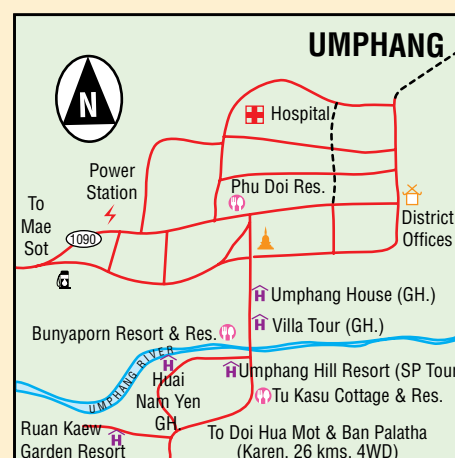 UMPHANG
N
Hospital
Power
Station
Phu Doi Res.
To
Mae
Sot
1090
District
Offices
H Umphang House (GH.)
H Villa Tour (GH.)
Bunyaporn Resort & Res.
UMPHANG RIVER
H
Huai
Nam Yen
GH.
H Umphang Hill Resort (SP Tour
Tu Kasu Cottage & Res.
Ruan Kaew
Garden Resort
H
To Doi Hua Mot & Ban Palatha
(Karen, 26 kms, 4WD)